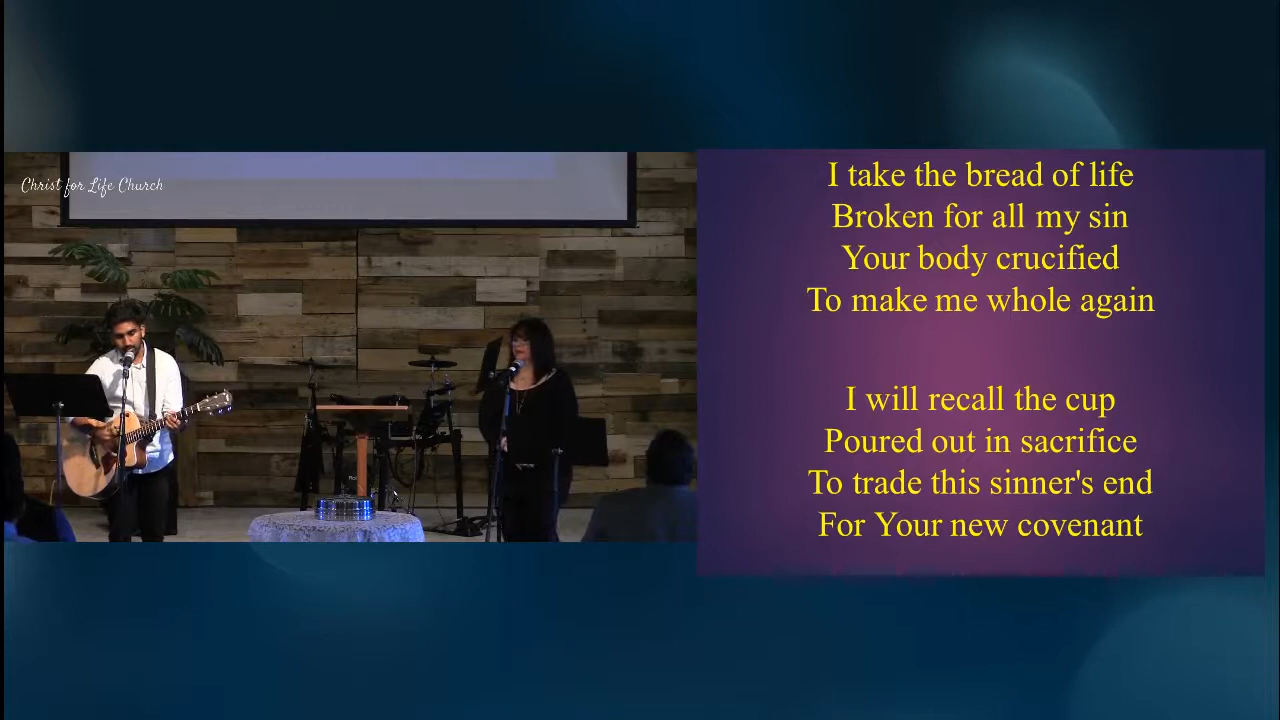 Christ for Life Church
I take the bread of life
Broken for all my sin
Your body crucified
To make me whole again
I will recall the cup
Poured out in sacrifice
To trade this sinner's end
For Your new covenant